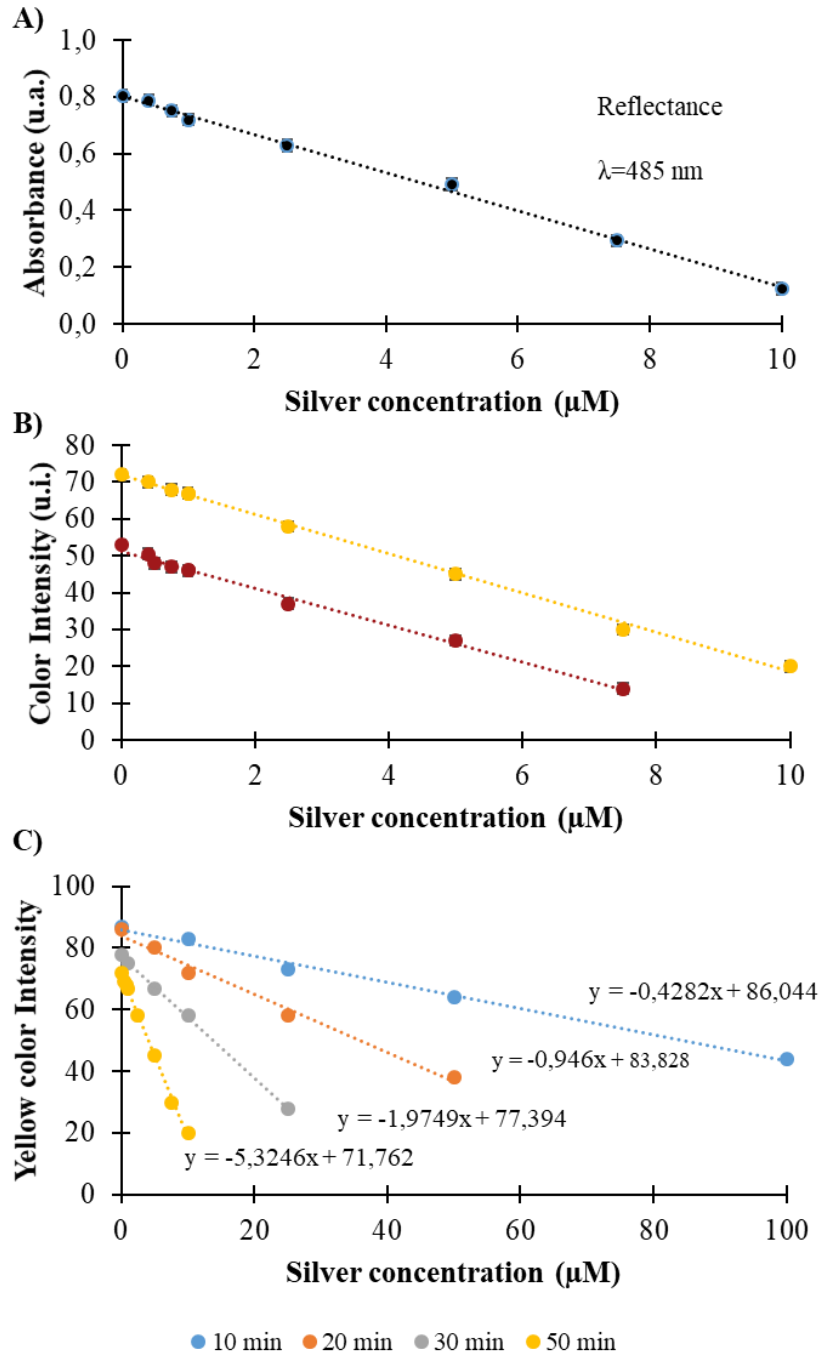 A)
1,0
0,8
0,6
0,4
0,2
0,0
Absorbance (u.a.)
Reflectance
λ=485 nm
0 2 4 6 8 10
Silver concentration (µM)
B)
80
70
60
50
40
30
20
10
0
Color Intensity (u.i.)
0 2 4 6 8 10
Silver concentration (µM)
C)
100
80
60
40
20
0
Yellow color Intensity
y = -0,4282x + 86,044
y = -0,946x + 83,828
y = -1,9749x + 77,394
y = -5,3246x + 71,762
0 20 40 60 80 100
Silver concentration (µM)
10 min 20 min 30 min 50 min